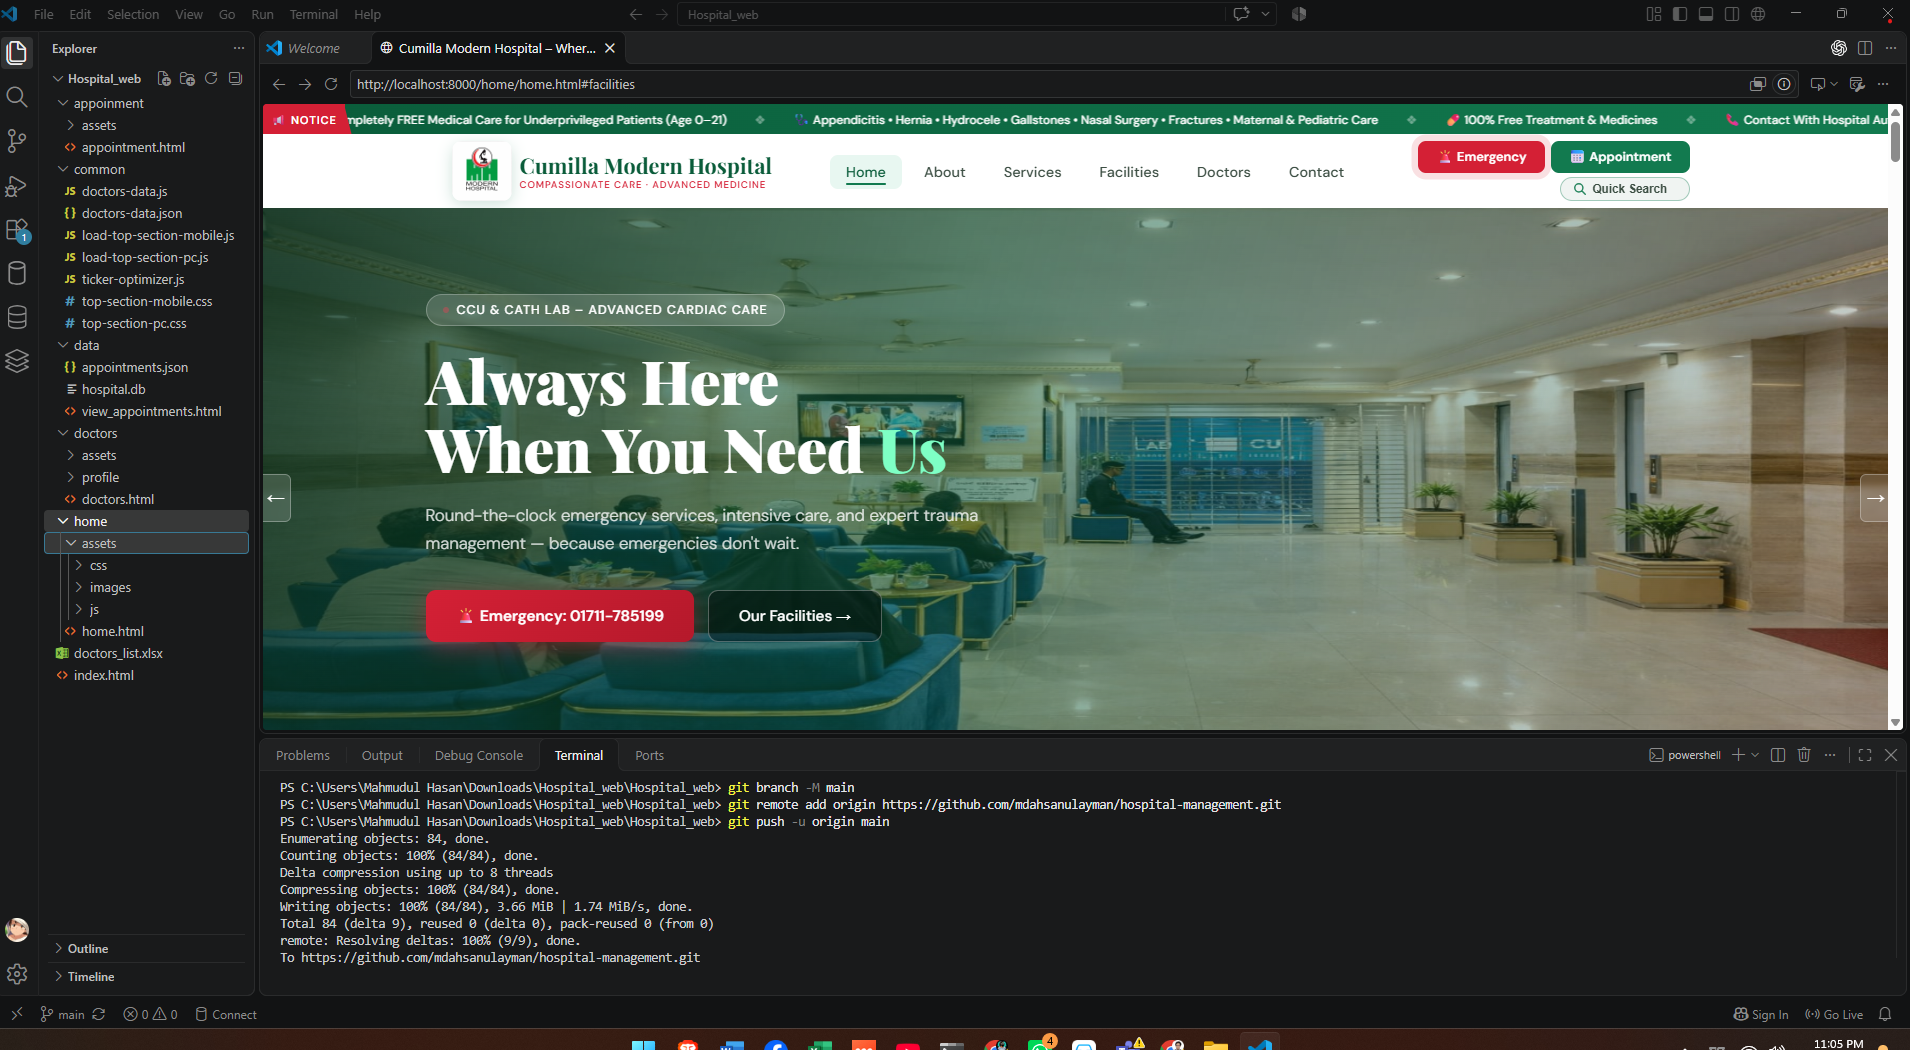 File Edit Selection View Go Run Terminal Help
Hospital_web
Explorer
Welcome
Cumilla Modern Hospital – Wher...
Hospital_web
http://localhost:8000/home/home.html#facilities
appoinment
assets
appointment.html
common
doctors-data.js
doctors-data.json
load-top-section-mobile.js
load-top-section-pc.js
ticker-optimizer.js
top-section-mobile.css
top-section-pc.css
data
appointments.json
hospital.db
view_appointments.html
doctors
assets
profile
doctors.html
home
assets
css
images
js
home.html
doctors_list.xlsx
index.html
Outline
Timeline
NOTICE
mpletely FREE Medical Care for Underprivileged Patients (Age 0–21) Appendicitis • Hernia • Hydrocele • Gallstones • Nasal Surgery • Fractures • Maternal & Pediatric Care 100% Free Treatment & Medicines Contact With Hospital Au
MODERN
HOSPITAL
Cumilla Modern Hospital
COMPASSIONATE CARE · ADVANCED MEDICINE
Home About Services Facilities Doctors Contact
Emergency
Appointment
Quick Search
CCU & CATH LAB – ADVANCED CARDIAC CARE
Always Here
When You Need Us
LAB CU
Round-the-clock emergency services, intensive care, and expert trauma
management — because emergencies don't wait.
Emergency: 01711-785199
Our Facilities →
← →
Problems Output Debug Console Terminal Ports
powershell
PS C:\Users\Mahmudul Hasan\Downloads\Hospital_web\Hospital_web> git branch -M main
PS C:\Users\Mahmudul Hasan\Downloads\Hospital_web\Hospital_web> git remote add origin https://github.com/mdahsanulayman/hospital-management.git
PS C:\Users\Mahmudul Hasan\Downloads\Hospital_web\Hospital_web> git push -u origin main
Enumerating objects: 84, done.
Counting objects: 100% (84/84), done.
Delta compression using up to 8 threads
Compressing objects: 100% (84/84), done.
Writing objects: 100% (84/84), 3.66 MiB | 1.74 MiB/s, done.
Total 84 (delta 9), reused 0 (delta 0), pack-reused 0 (from 0)
remote: Resolving deltas: 100% (9/9), done.
To https://github.com/mdahsanulayman/hospital-management.git
main 0 0 Connect
Sign In Go Live
4
11:05 PM
1